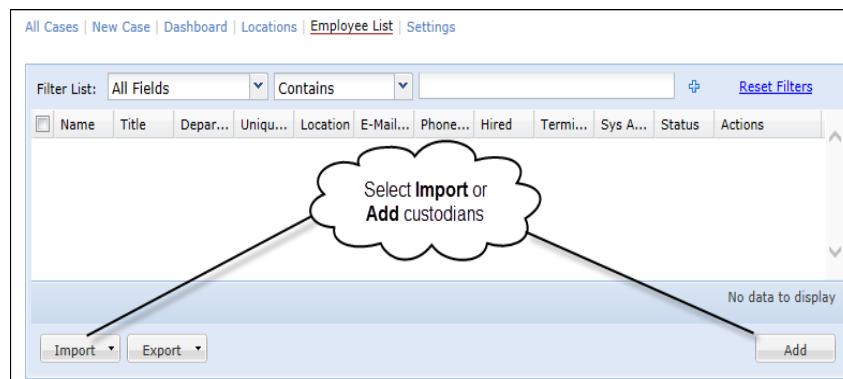 All Cases | New Case | Dashboard | Locations | Employee List | Settings
Filter List: All Fields Contains Reset Filters
Name Title Depar... Uniqu... Location E-Mail... Phone... Hired Termi... Sys A... Status Actions
Select Import or
Add custodians
No data to display
Import Export Add